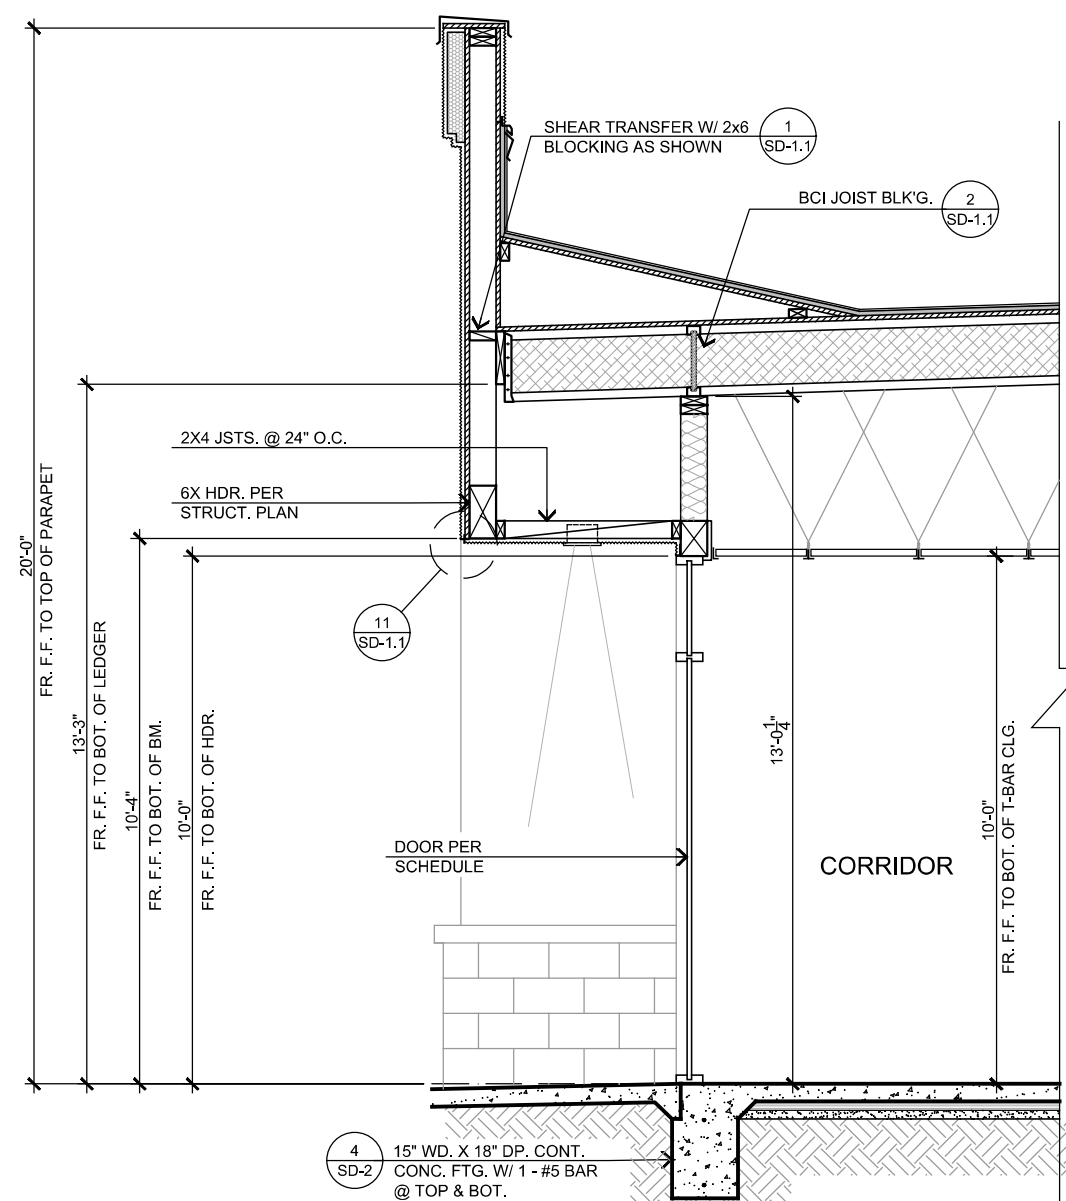 SHEAR TRANSFER W/ 2x6
BLOCKING AS SHOWN
1
SD-1.1
BCI JOIST BLK'G.
2
SD-1.1
2X4 JSTS. @ 24" O.C.
6X HDR. PER
STRUCT. PLAN
11
SD-1.1
20'-0"
FR. F.F. TO TOP OF PARAPET
13'-3"
FR. F.F. TO BOT. OF LEDGER
10'-4"
FR. F.F. TO BOT. OF BM.
10'-0"
FR. F.F. TO BOT. OF HDR.
13'-0 1/4"
10'-0"
FR. F.F. TO BOT. OF T-BAR CLG.
DOOR PER
SCHEDULE
CORRIDOR
4
SD-2
15" WD. X 18" DP. CONT.
CONC. FTG. W/ 1 - #5 BAR
@ TOP & BOT.